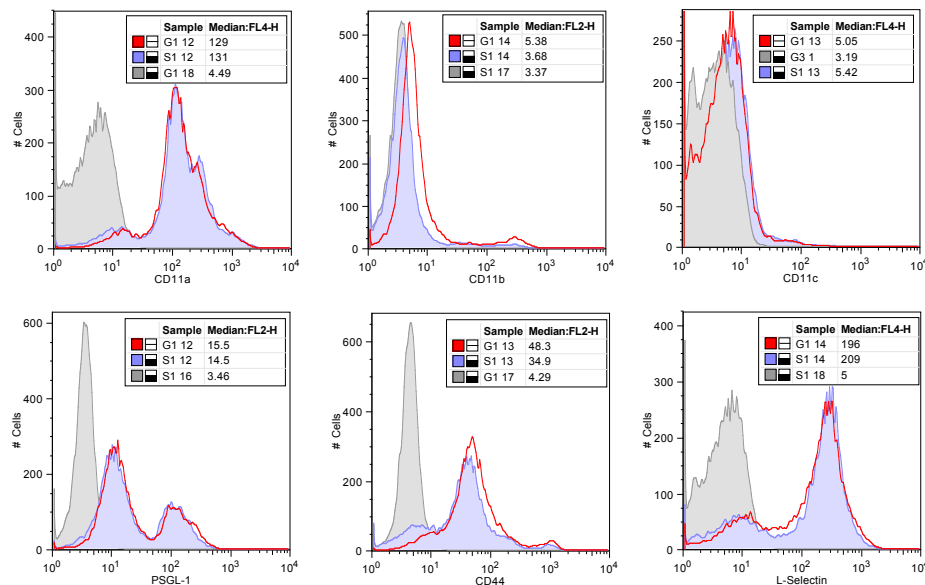 Sample Median:FL4-H
G1 12 129
S1 12 131
G1 18 4.49
# Cells
0
100
200
300
400
10^0 10^1 10^2 10^3 10^4
CD11a
Sample Median:FL2-H
G1 14 5.38
S1 14 3.68
S1 17 3.37
# Cells
0
100
200
300
400
500
10^0 10^1 10^2 10^3 10^4
CD11b
Sample Median:FL4-H
G1 13 5.05
G3 1 3.19
S1 13 5.42
# Cells
0
50
100
150
200
250
10^0 10^1 10^2 10^3 10^4
CD11c
Sample Median:FL2-H
G1 12 15.5
S1 12 14.5
S1 16 3.46
# Cells
0
200
400
600
10^0 10^1 10^2 10^3 10^4
PSGL-1
Sample Median:FL2-H
G1 13 48.3
S1 13 34.9
G1 17 4.29
# Cells
0
200
400
600
10^0 10^1 10^2 10^3 10^4
CD44
Sample Median:FL4-H
G1 14 196
S1 14 209
S1 18 5
# Cells
0
100
200
300
400
10^0 10^1 10^2 10^3 10^4
L-Selectin